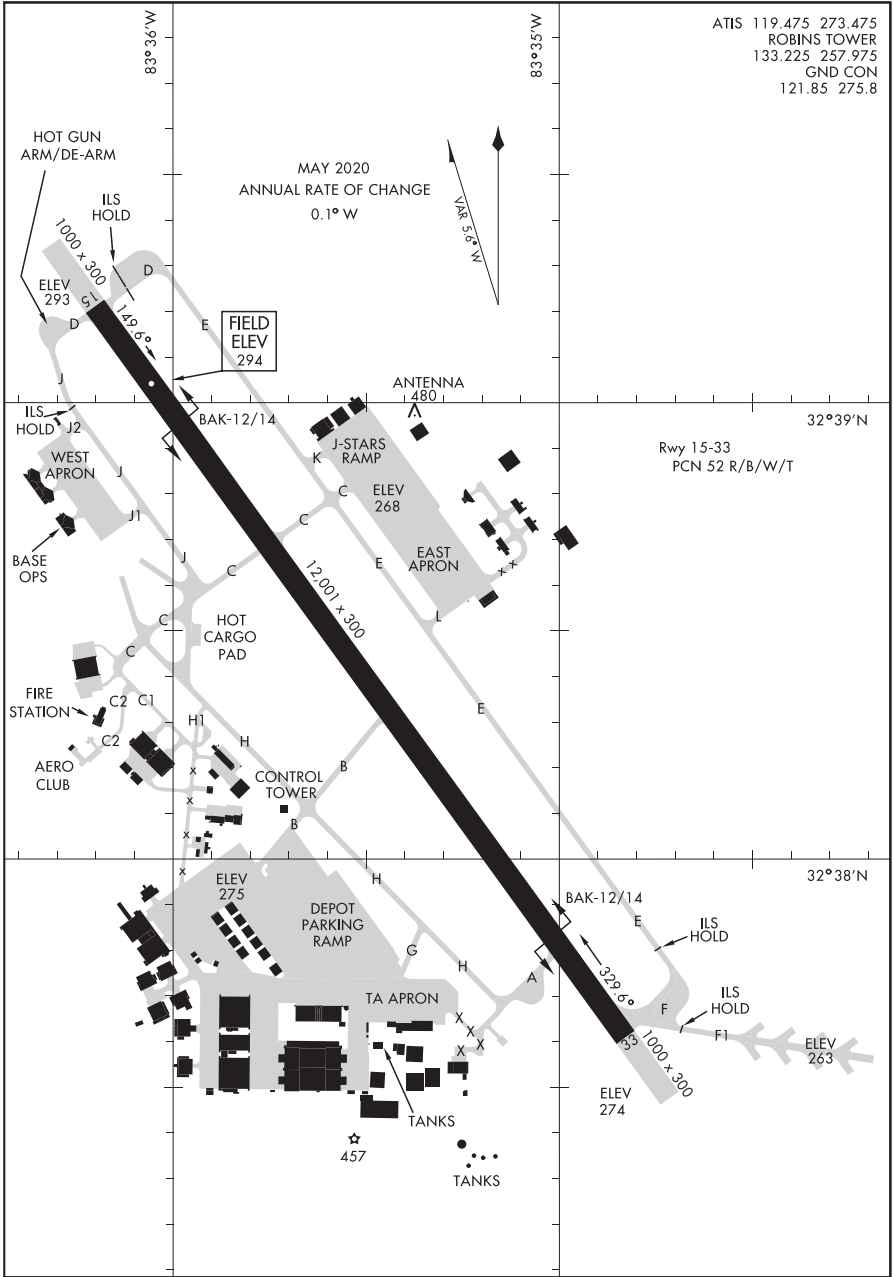 83°36'W
83°35'W
ATIS 119.475 273.475
ROBINS TOWER
133.225 257.975
GND CON
121.85 275.8
HOT GUN
ARM/DE-ARM
MAY 2020
ANNUAL RATE OF CHANGE
0.1° W
VAR 5.6° W
ILS
HOLD
1000 x 300
D
ELEV
293
15
149.6°
D
E
FIELD
ELEV
294
J
ANTENNA
480
ILS
HOLD
J2
BAK-12/14
32°39'N
J-STARS
RAMP
Rwy 15-33
PCN 52 R/B/W/T
WEST
APRON
J
K
C
ELEV
268
J1
C
BASE
OPS
J
C
E
EAST
APRON
12,001 x 300
C
HOT
CARGO
PAD
L
C
FIRE
STATION
C2
C1
H1
E
C2
H
AERO
CLUB
B
CONTROL
TOWER
x
x
B
x
x
x
x
32°38'N
ELEV
275
H
DEPOT
PARKING
RAMP
BAK-12/14
E
ILS
HOLD
G
H
A
329.6°
TA APRON
F
ILS
HOLD
X
X
X
X
33
F1
1000 x 300
ELEV
263
ELEV
274
TANKS
457
TANKS